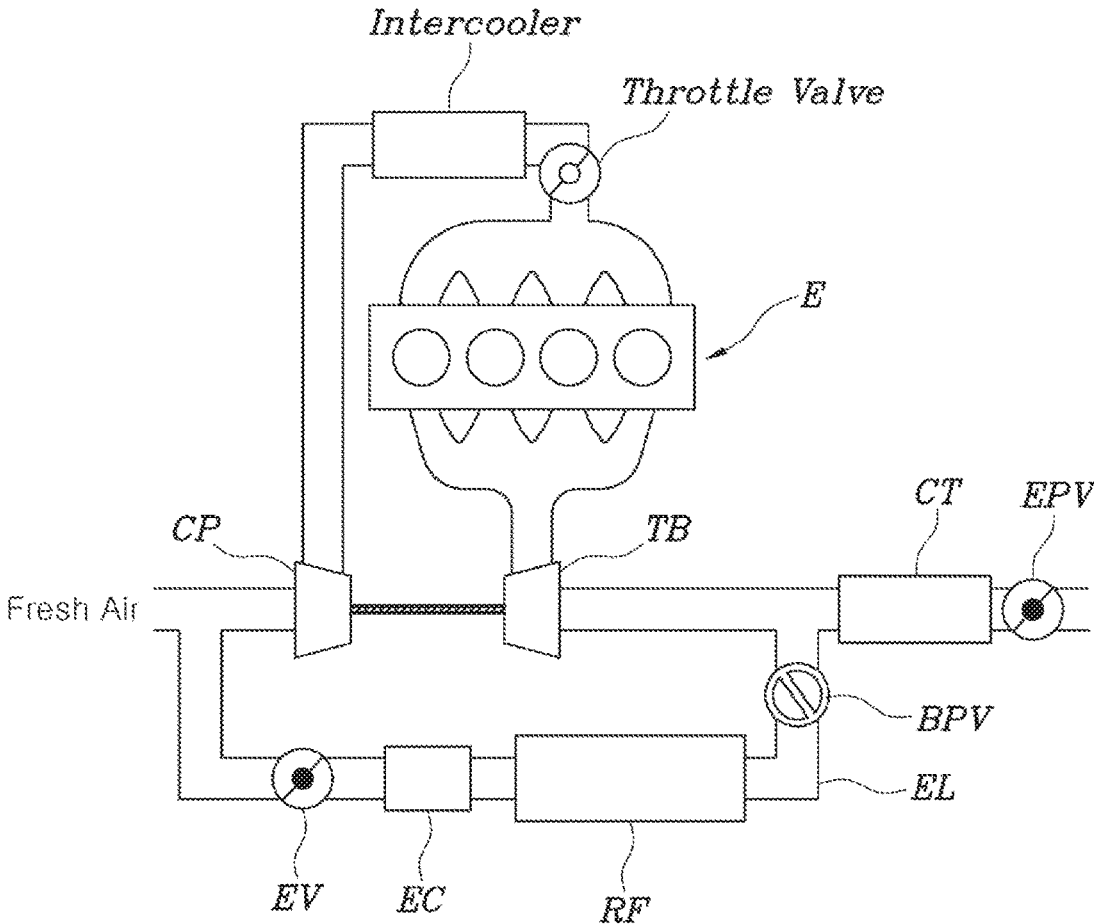 Intercooler
Throttle Valve
E
CT
EPV
CP
TB
Fresh Air
BPV
EL
EV
EC
RF